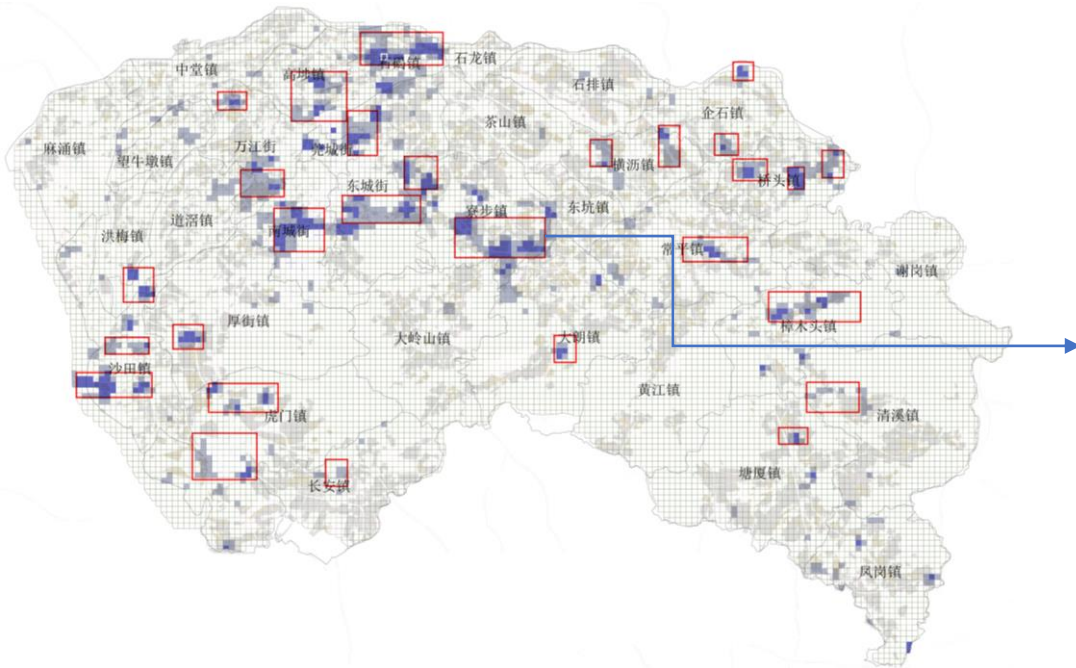 石龙镇
中堂镇
高埗镇
石碣镇
石排镇
企石镇
茶山镇
麻涌镇
望牛墩镇
万江街
莞城街
横沥镇
桥头镇
东城街
道滘镇
寮步镇
东坑镇
洪梅镇
南城街
常平镇
谢岗镇
厚街镇
大岭山镇
大朗镇
樟木头镇
沙田镇
黄江镇
虎门镇
清溪镇
长安镇
塘厦镇
凤岗镇